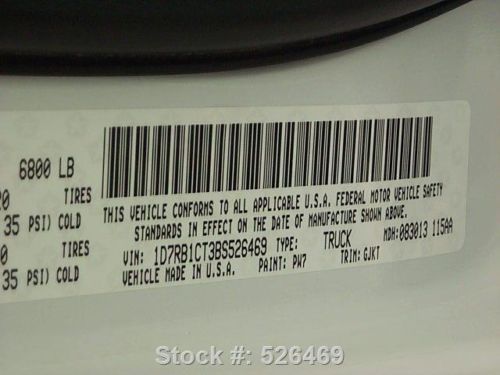 6800 LB
20 TIRES
35 PSI) COLD
0 TIRES
35 PSI) COLD
THIS VEHICLE CONFORMS TO ALL APPLICABLE U.S.A. FEDERAL MOTOR VEHICLE SAFETY
STANDARDS IN EFFECT ON THE DATE OF MANUFACTURE SHOWN ABOVE.
VIN: 1D7RB1CT3BS526469 TYPE: TRUCK MDH: 083013 115AA
VEHICLE MADE IN U.S.A. PAINT: PW7 TRIM: GJKT
Stock #: 526469